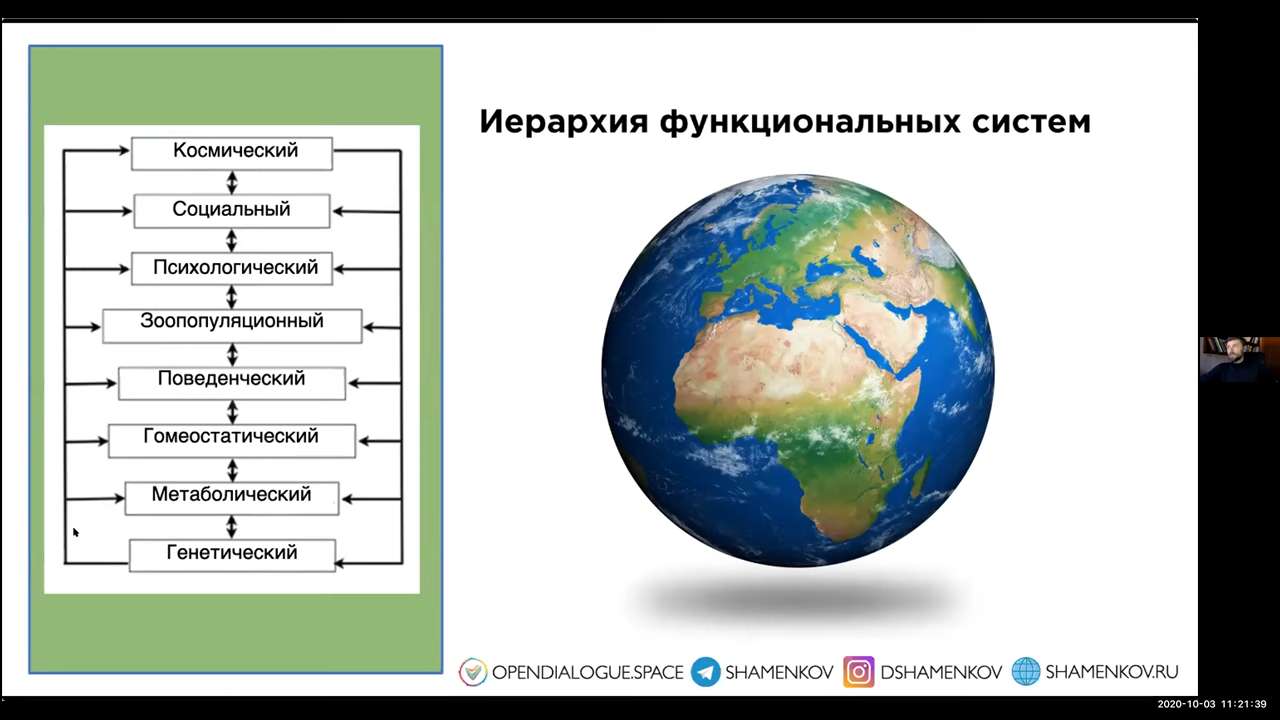 Иерархия функциональных систем
Космический
Социальный
Психологический
Зоопопуляционный
Поведенческий
Гомеостатический
Метаболический
Генетический
OPENDIALOGUE.SPACE SHAMENKOV DSHAMENKOV SHAMENKOV.RU
2020-10-03 11:21:39